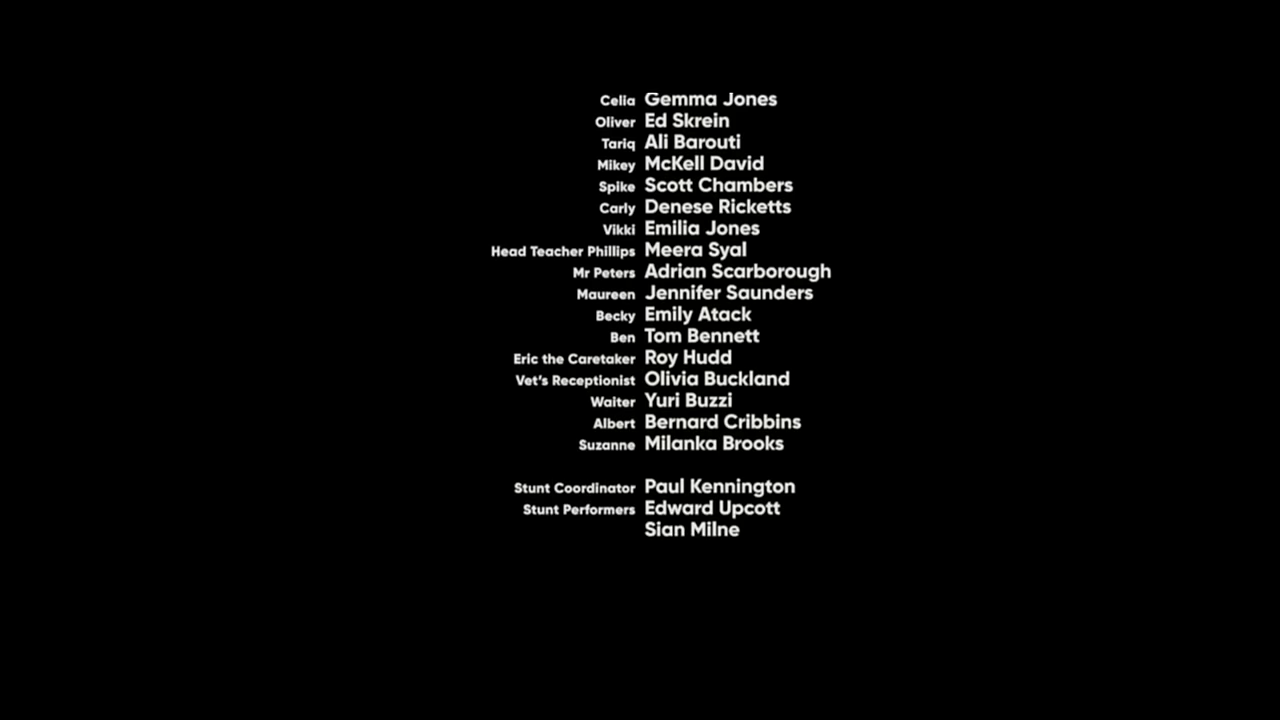 Celia Gemma Jones
Oliver Ed Skrein
Tariq Ali Barouti
Mikey McKell David
Spike Scott Chambers
Carly Denese Ricketts
Vikki Emilia Jones
Head Teacher Phillips Meera Syal
Mr Peters Adrian Scarborough
Maureen Jennifer Saunders
Becky Emily Atack
Ben Tom Bennett
Eric the Caretaker Roy Hudd
Vet's Receptionist Olivia Buckland
Waiter Yuri Buzzi
Albert Bernard Cribbins
Suzanne Milanka Brooks
Stunt Coordinator Paul Kennington
Stunt Performers Edward Upcott
Sian Milne